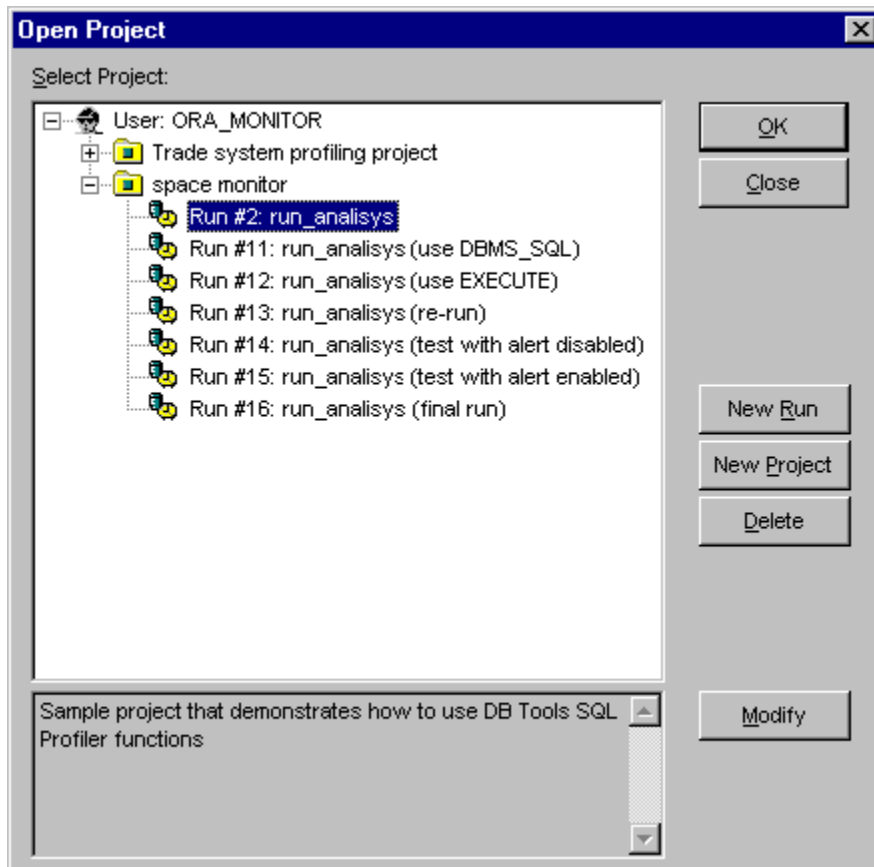 Open Project
Select Project:
User: ORA_MONITOR
Trade system profiling project
space monitor
Run #2: run_analisys
Run #11: run_analisys (use DBMS_SQL)
Run #12: run_analisys (use EXECUTE)
Run #13: run_analisys (re-run)
Run #14: run_analisys (test with alert disabled)
Run #15: run_analisys (test with alert enabled)
Run #16: run_analisys (final run)
OK
Close
New Run
New Project
Delete
Sample project that demonstrates how to use DB Tools SQL
Profiler functions
Modify